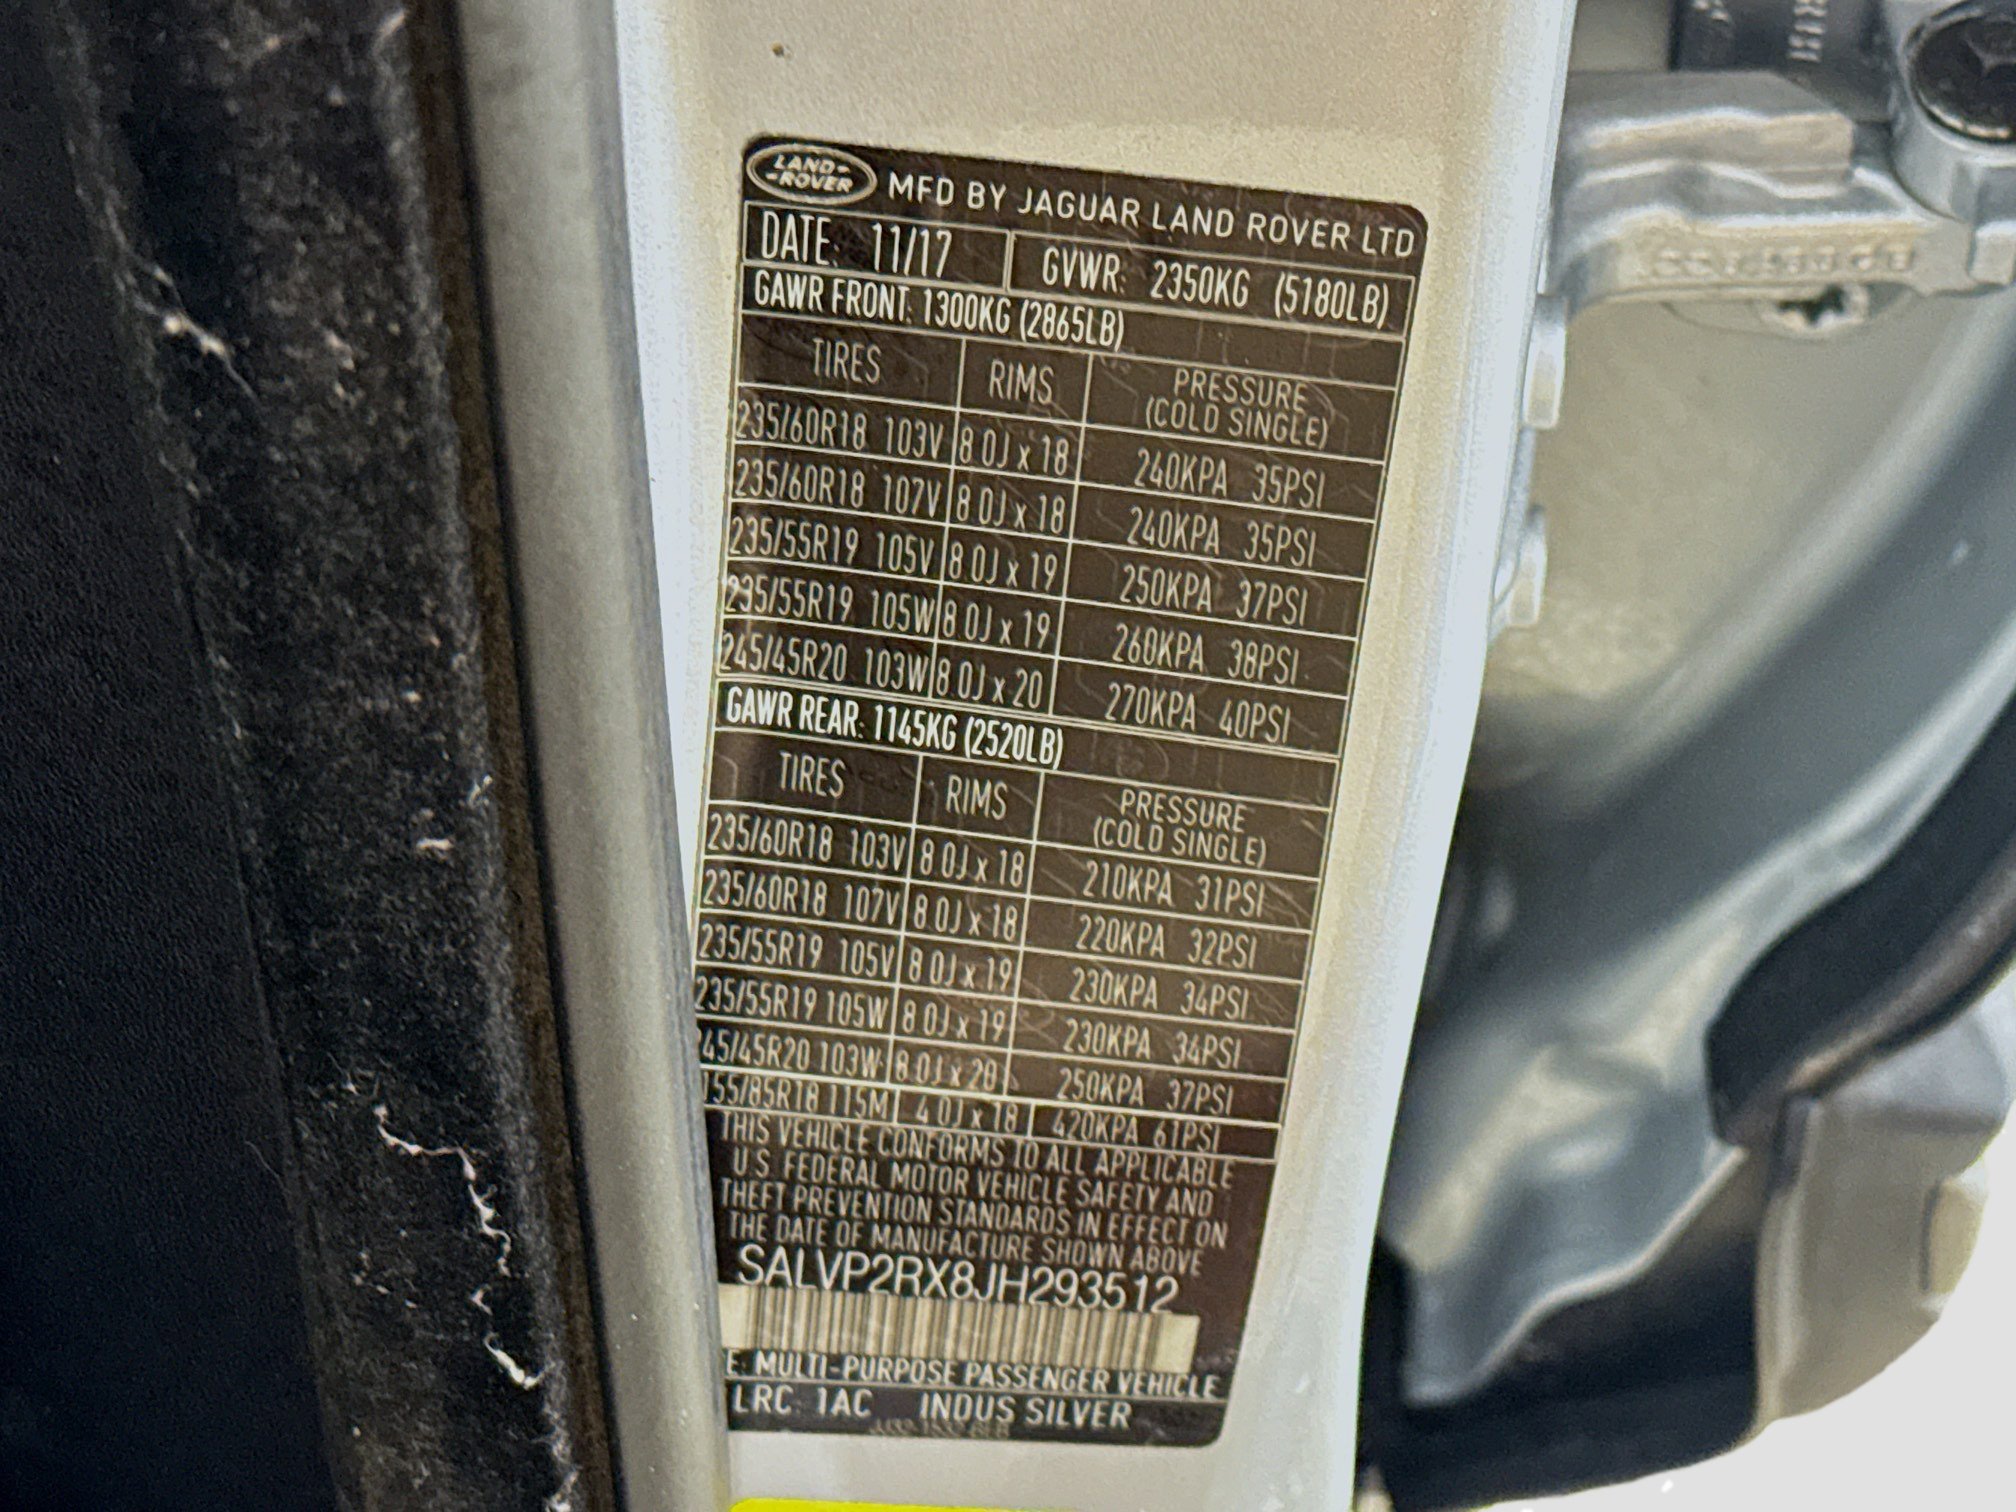 LAND-
-ROVER
MFD BY JAGUAR LAND ROVER LTD
DATE: 11/17 GVWR: 2350KG (5180LB)
GAWR FRONT: 1300KG (2865LB)
TIRES RIMS PRESSURE
(COLD SINGLE)
235/60R18 103V 8.0J x 18 240KPA 35PSI
235/60R18 107V 8.0J x 18 240KPA 35PSI
235/55R19 105V 8.0J x 19 250KPA 37PSI
235/55R19 105W 8.0J x 19 260KPA 38PSI
245/45R20 103W 8.0J x 20 270KPA 40PSI
GAWR REAR: 1145KG (2520LB)
TIRES RIMS PRESSURE
(COLD SINGLE)
235/60R18 103V 8.0J x 18 210KPA 31PSI
235/60R18 107V 8.0J x 18 220KPA 32PSI
235/55R19 105V 8.0J x 19 230KPA 34PSI
235/55R19 105W 8.0J x 19 230KPA 34PSI
45/45R20 103W 8.0J x 20 250KPA 37PSI
155/85R18 115M 4.0J x 18 420KPA 61PSI
THIS VEHICLE CONFORMS TO ALL APPLICABLE
U.S. FEDERAL MOTOR VEHICLE SAFETY AND
THEFT PREVENTION STANDARDS IN EFFECT ON
THE DATE OF MANUFACTURE SHOWN ABOVE
SALVP2RX8JH293512
E: MULTI-PURPOSE PASSENGER VEHICLE
LRC: 1AC INDUS SILVER